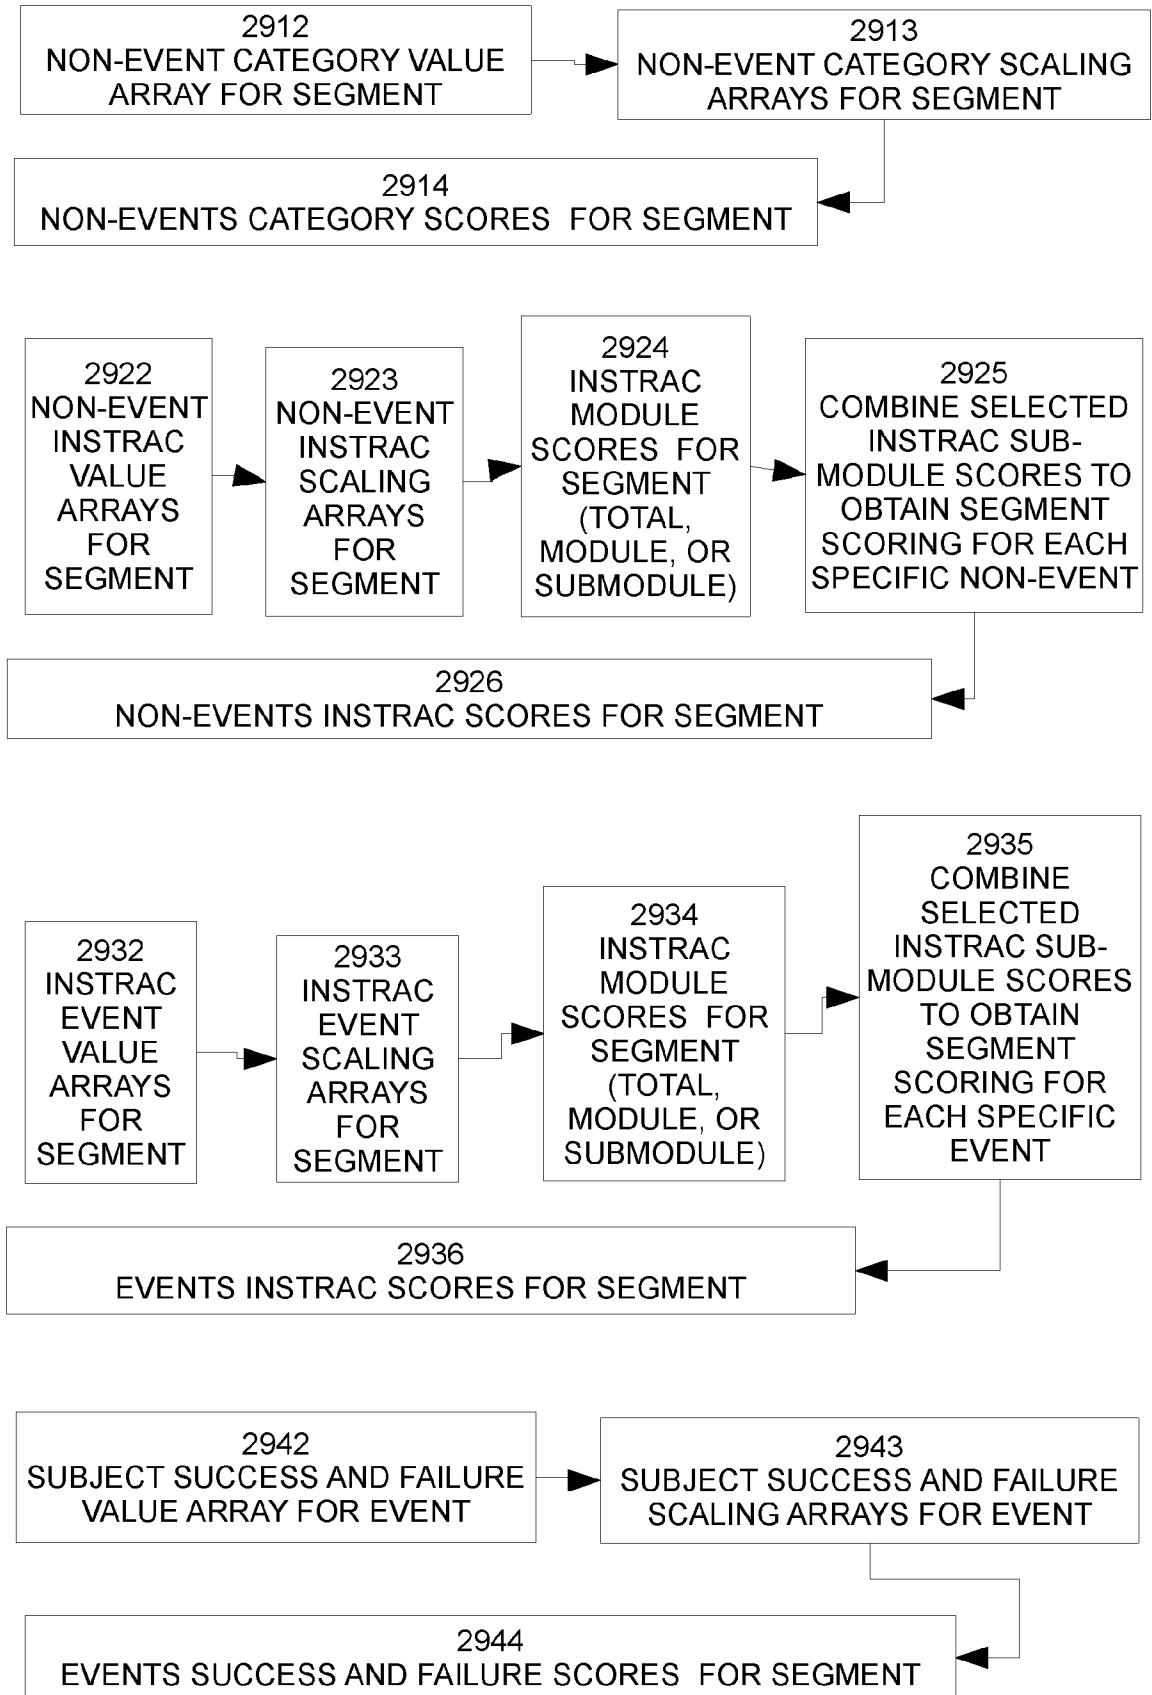 2912
NON-EVENT CATEGORY VALUE
ARRAY FOR SEGMENT
2913
NON-EVENT CATEGORY SCALING
ARRAYS FOR SEGMENT
2914
NON-EVENTS CATEGORY SCORES FOR SEGMENT
2922
NON-EVENT
INSTRAC
VALUE
ARRAYS
FOR
SEGMENT
2923
NON-EVENT
INSTRAC
SCALING
ARRAYS
FOR
SEGMENT
2924
INSTRAC
MODULE
SCORES FOR
SEGMENT
(TOTAL,
MODULE, OR
SUBMODULE)
2925
COMBINE SELECTED
INSTRAC SUB-
MODULE SCORES TO
OBTAIN SEGMENT
SCORING FOR EACH
SPECIFIC NON-EVENT
2926
NON-EVENTS INSTRAC SCORES FOR SEGMENT
2932
INSTRAC
EVENT
VALUE
ARRAYS
FOR
SEGMENT
2933
INSTRAC
EVENT
SCALING
ARRAYS
FOR
SEGMENT
2934
INSTRAC
MODULE
SCORES FOR
SEGMENT
(TOTAL,
MODULE, OR
SUBMODULE)
2935
COMBINE
SELECTED
INSTRAC SUB-
MODULE SCORES
TO OBTAIN
SEGMENT
SCORING FOR
EACH SPECIFIC
EVENT
2936
EVENTS INSTRAC SCORES FOR SEGMENT
2942
SUBJECT SUCCESS AND FAILURE
VALUE ARRAY FOR EVENT
2943
SUBJECT SUCCESS AND FAILURE
SCALING ARRAYS FOR EVENT
2944
EVENTS SUCCESS AND FAILURE SCORES FOR SEGMENT